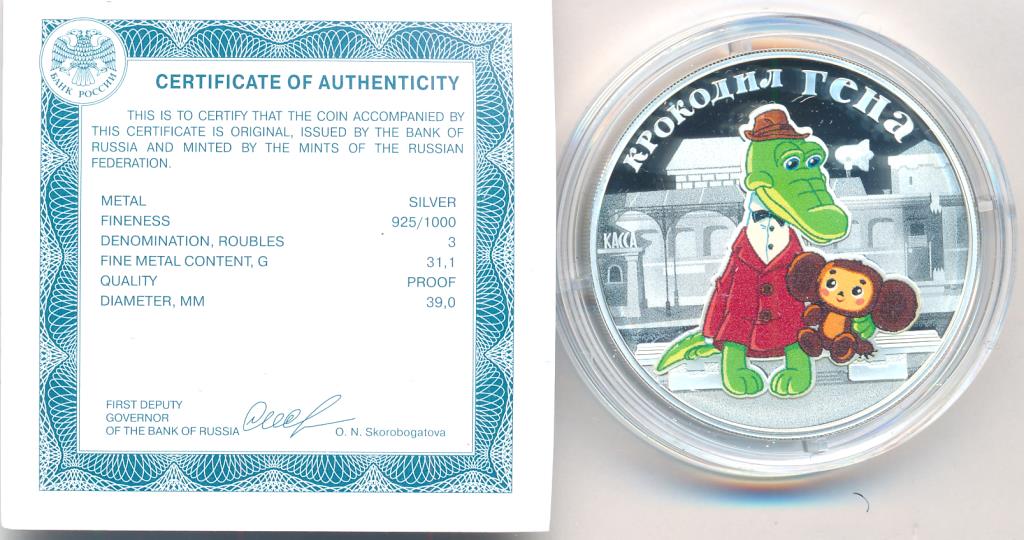 БАНК РОССИИ
CERTIFICATE OF AUTHENTICITY
THIS IS TO CERTIFY THAT THE COIN ACCOMPANIED BY
THIS CERTIFICATE IS ORIGINAL, ISSUED BY THE BANK OF
RUSSIA AND MINTED BY THE MINTS OF THE RUSSIAN
FEDERATION.
METAL SILVER
FINENESS 925/1000
DENOMINATION, ROUBLES 3
FINE METAL CONTENT, G 31,1
QUALITY PROOF
DIAMETER, MM 39,0
FIRST DEPUTY
GOVERNOR
OF THE BANK OF RUSSIA O. N. Skorobogatova
КРОКОДИЛ ГЕНА
КАССА